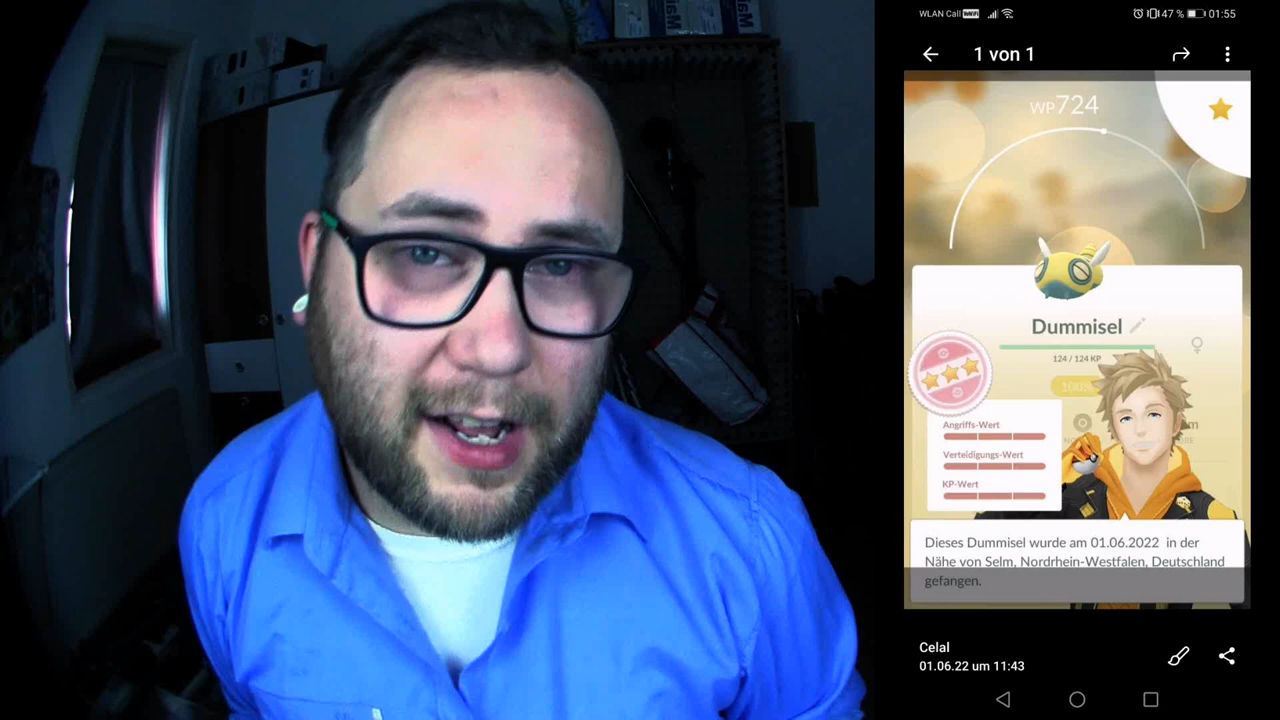 WLAN Call VoWiFi 47 % 01:55
1 von 1
WP724
Dummisel
124 / 124 KP
100%
Angriffs-Wert
Verteidigungs-Wert
KP-Wert
Dieses Dummisel wurde am 01.06.2022 in der
Nähe von Selm, Nordrhein-Westfalen, Deutschland
gefangen.
Celal
01.06.22 um 11:43